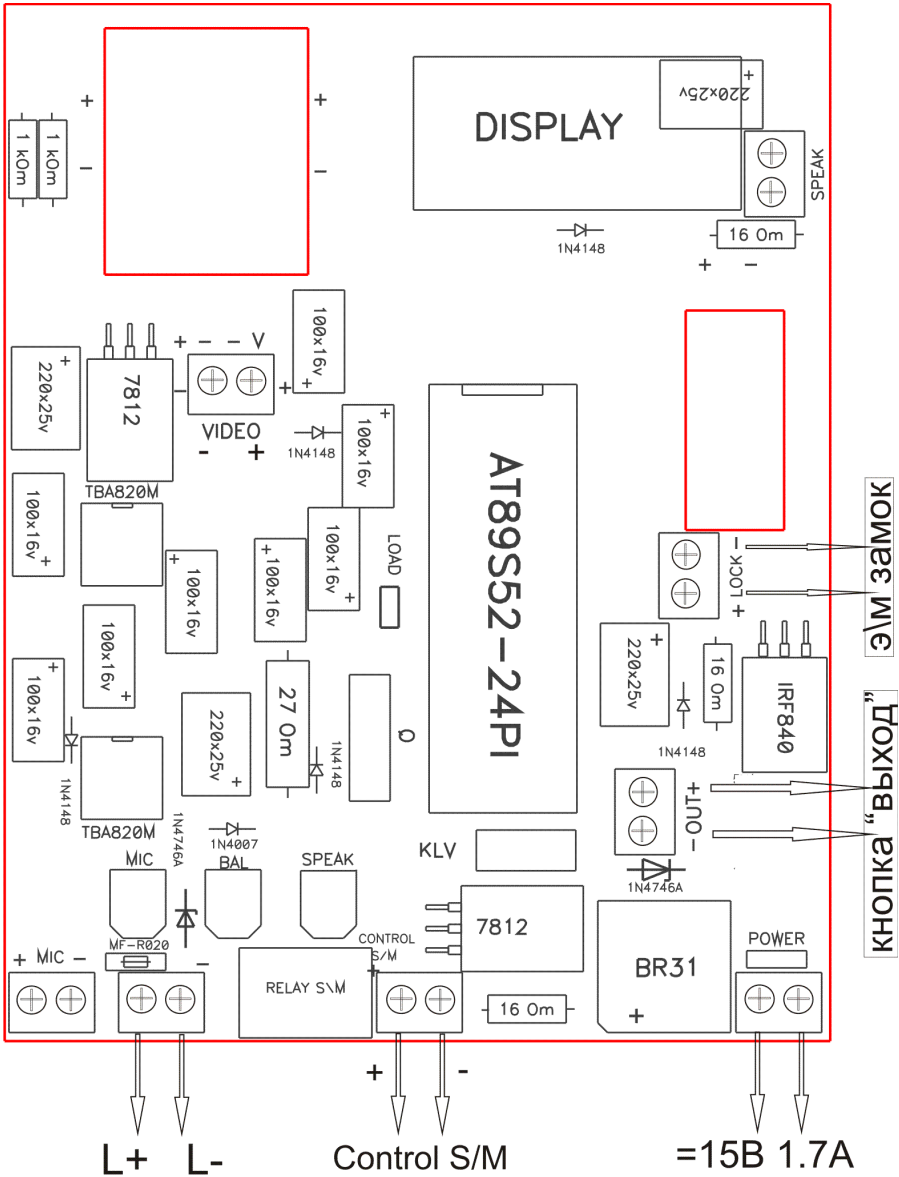 DISPLAY
220x25v
+
+
+
-
-
1 kOm
1 kOm
SPEAK
16 Om
+ -
1N4148
100x16v
+
+ - - V
- +
VIDEO
- +
7812
220x25v
+
1N4148
100x16v
+
TBA820M
100x16v
+
100x16v
+
100x16v
+
100x16v
+
LOAD
AT89S52-24PI
+ LOCK -
э\м замок
100x16v
+
100x16v
+
220x25v
+
27 Om
Q
1N4148
1N4148
220x25v
+
16 Om
1N4148
IRF840
- OUT+
кнопка "выход"
TBA820M
1N4746A
1N4007
MIC
BAL
SPEAK
KLV
1N4746A
7812
BR31
+
POWER
MF-R020
CONTROL
S/M
+ MIC -
-
+
RELAY S\M
16 Om
+ -
L+ L-
Control S/M
=15В 1.7А